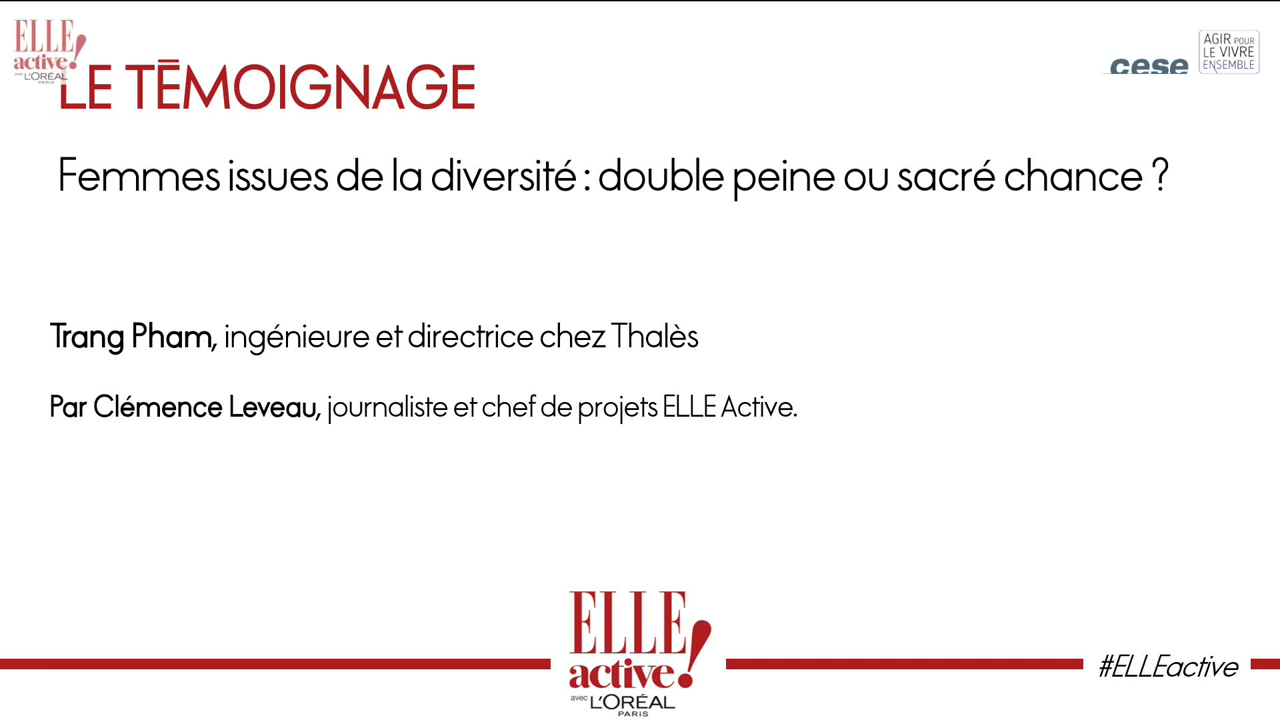 ELLE
active!
avec L'ORÉAL
PARIS
cese
AGIR POUR
LE VIVRE
ENSEMBLE
LE TĒMOIGNAGE
Femmes issues de la diversité : double peine ou sacré chance ?
Trang Pham, ingénieure et directrice chez Thalès
Par Clémence Leveau, journaliste et chef de projets ELLE Active.
ELLE
active!
avec L'ORÉAL
PARIS
#ELLEactive